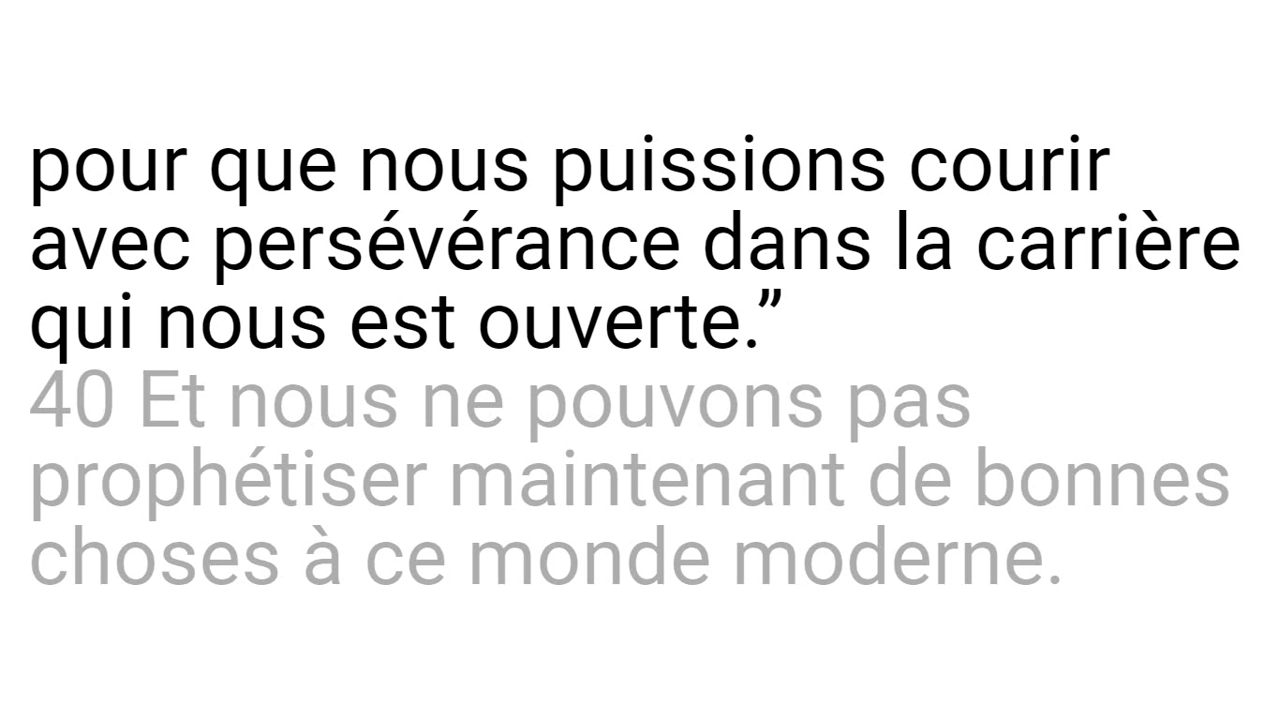 pour que nous puissions courir
avec persévérance dans la carrière
qui nous est ouverte.”
40 Et nous ne pouvons pas
prophétiser maintenant de bonnes
choses à ce monde moderne.